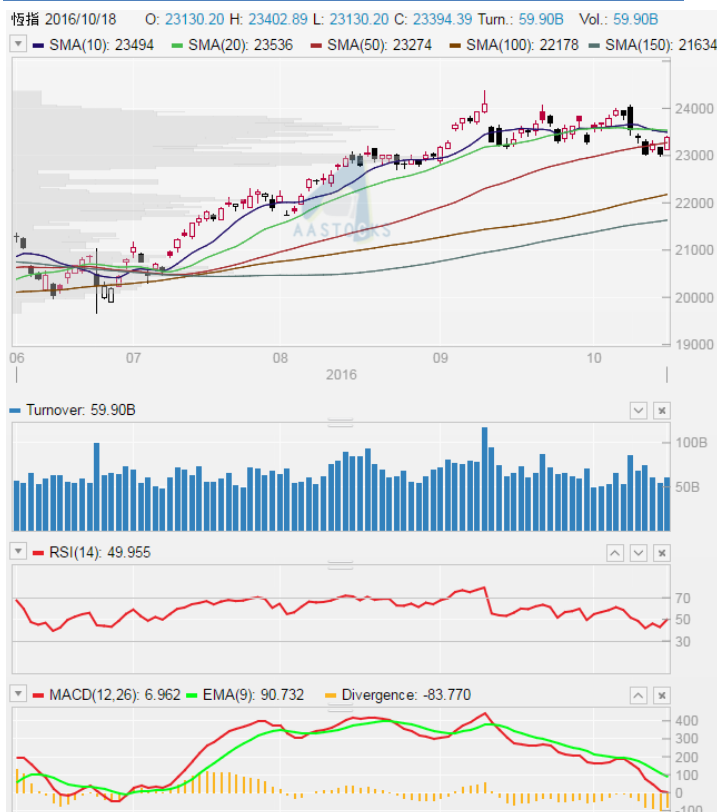 恆指 2016/10/18 O: 23130.20 H: 23402.89 L: 23130.20 C: 23394.39 Turn.: 59.90B Vol.: 59.90B
SMA(10): 23494 SMA(20): 23536 SMA(50): 23274 SMA(100): 22178 SMA(150): 21634
24000
23000
22000
AASTOCKS
21000
20000
19000
06 07 08 09 10
2016
Turnover: 59.90B
100B
50B
RSI(14): 49.955
70
50
30
MACD(12,26): 6.962 EMA(9): 90.732 Divergence: -83.770
400
300
200
100
0
-100